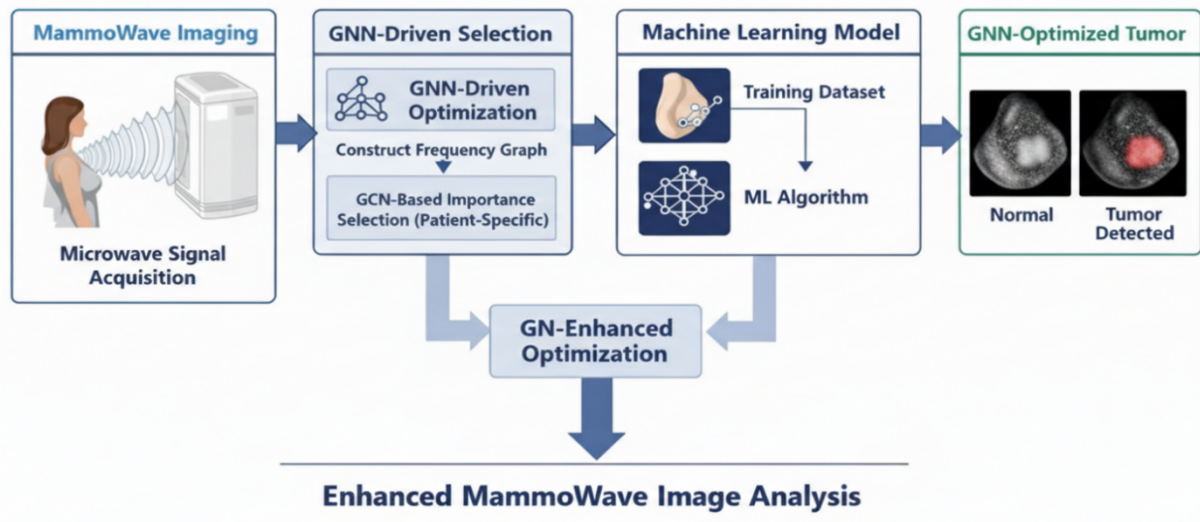 MammoWave Imaging
Microwave Signal
Acquisition
GNN-Driven Selection
GNN-Driven
Optimization
Construct Frequency Graph
GCN-Based Importance
Selection (Patient-Specific)
Machine Learning Model
Training Dataset
ML Algorithm
GNN-Optimized Tumor
Normal
Tumor
Detected
GN-Enhanced
Optimization
Enhanced MammoWave Image Analysis